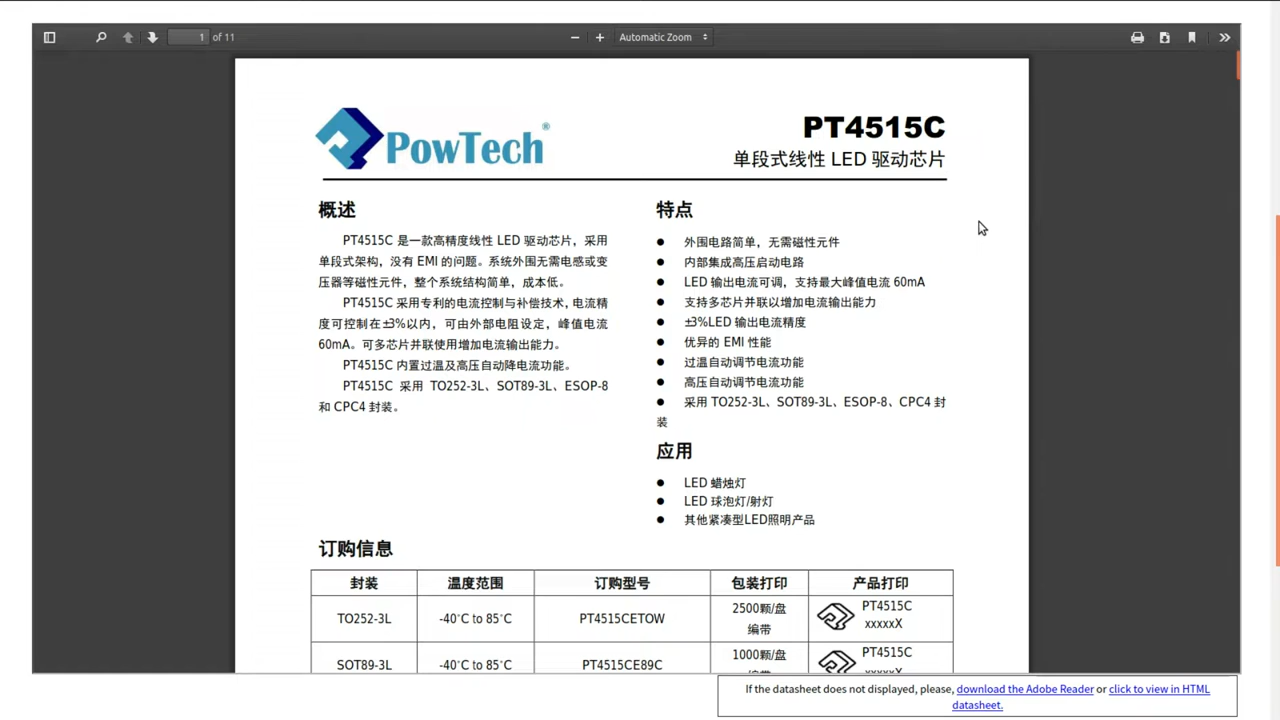 1 of 11
Automatic Zoom
PowTech®
PT4515C
单段式线性 LED 驱动芯片
概述
PT4515C 是一款高精度线性 LED 驱动芯片，采用
单段式架构，没有 EMI 的问题。系统外围无需电感或变
压器等磁性元件，整个系统结构简单，成本低。
PT4515C 采用专利的电流控制与补偿技术，电流精
度可控制在±3%以内，可由外部电阻设定，峰值电流
60mA。可多芯片并联使用增加电流输出能力。
PT4515C 内置过温及高压自动降电流功能。
PT4515C 采用 TO252-3L、SOT89-3L、ESOP-8
和 CPC4 封装。
特点
● 外围电路简单，无需磁性元件
● 内部集成高压启动电路
● LED 输出电流可调，支持最大峰值电流 60mA
● 支持多芯片并联以增加电流输出能力
● ±3%LED 输出电流精度
● 优异的 EMI 性能
● 过温自动调节电流功能
● 高压自动调节电流功能
● 采用 TO252-3L、SOT89-3L、ESOP-8、CPC4 封
装
应用
● LED 蜡烛灯
● LED 球泡灯/射灯
● 其他紧凑型LED照明产品
订购信息
封装 温度范围 订购型号 包装打印 产品打印
TO252-3L -40°C to 85°C PT4515CETOW 2500颗/盘 编带 PT4515C xxxxxX
SOT89-3L -40°C to 85°C PT4515CE89C 1000颗/盘 PT4515C
If the datasheet does not displayed, please, download the Adobe Reader or click to view in HTML
datasheet.